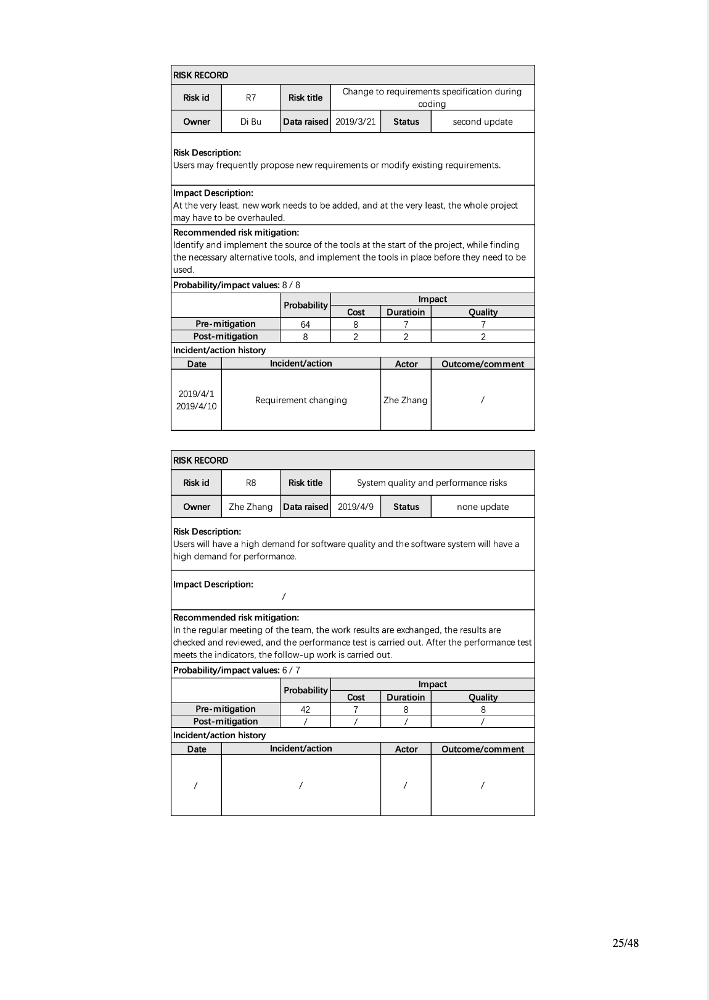 RISK RECORD
Risk id R7 Risk title Change to requirements specification during
coding
Owner Di Bu Data raised 2019/3/21 Status second update
Risk Description:
Users may frequently propose new requirements or modify existing requirements.
Impact Description:
At the very least, new work needs to be added, and at the very least, the whole project
may have to be overhauled.
Recommended risk mitigation:
Identify and implement the source of the tools at the start of the project, while finding
the necessary alternative tools, and implement the tools in place before they need to be
used.
Probability/impact values: 8 / 8
Probability Impact
Cost Duratioin Quality
Pre-mitigation 64 8 7 7
Post-mitigation 8 2 2 2
Incident/action history
Date Incident/action Actor Outcome/comment
2019/4/1
2019/4/10 Requirement changing Zhe Zhang /
RISK RECORD
Risk id R8 Risk title System quality and performance risks
Owner Zhe Zhang Data raised 2019/4/9 Status none update
Risk Description:
Users will have a high demand for software quality and the software system will have a
high demand for performance.
Impact Description:
/
Recommended risk mitigation:
In the regular meeting of the team, the work results are exchanged, the results are
checked and reviewed, and the performance test is carried out. After the performance test
meets the indicators, the follow-up work is carried out.
Probability/impact values: 6 / 7
Probability Impact
Cost Duratioin Quality
Pre-mitigation 42 7 8 8
Post-mitigation / / / /
Incident/action history
Date Incident/action Actor Outcome/comment
/ / / /
25/48